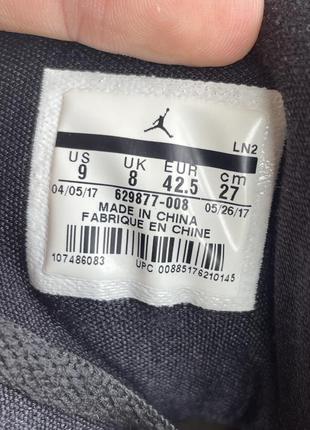 LN2
US UK EUR cm
9 8 42.5 27
04/05/17 629877-008 05/26/17
MADE IN CHINA
FABRIQUE EN CHINE
107486083 UPC 00885176210145